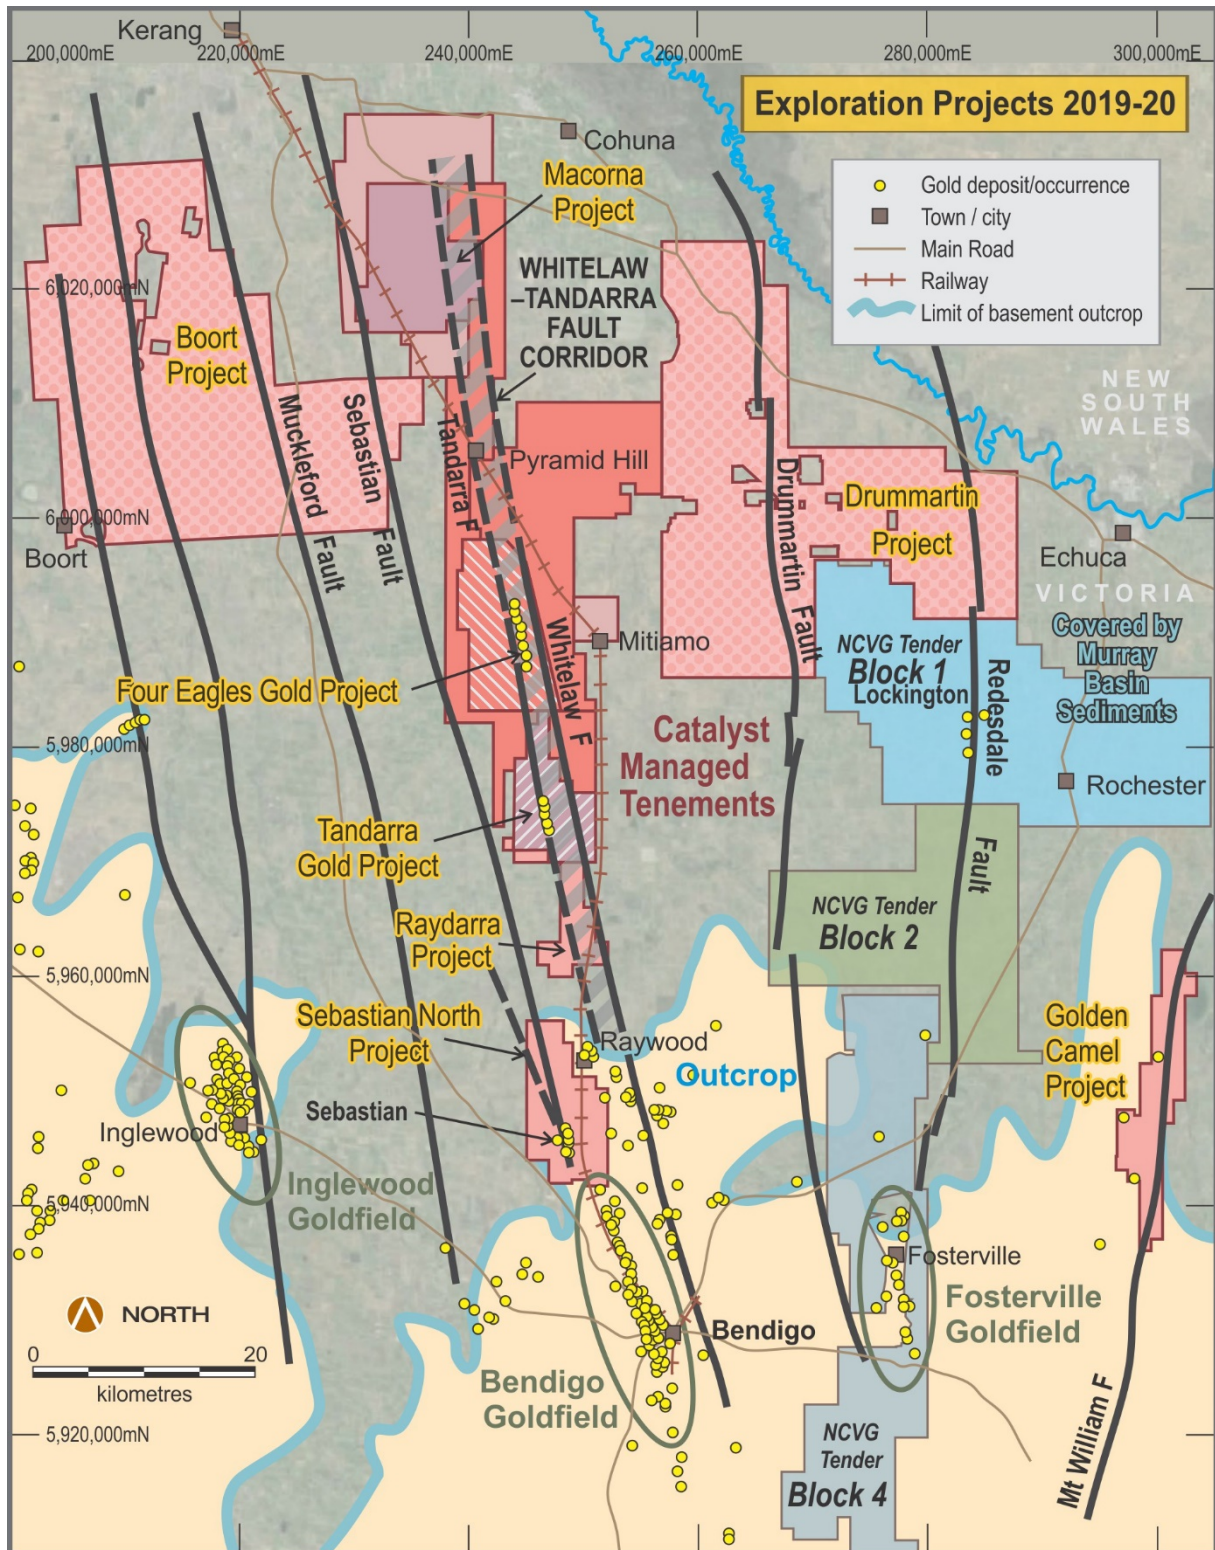 Kerang
200,000mE
220,000mE
240,000mE
260,000mE
280,000mE
300,000mE
Exploration Projects 2019-20
Cohuna
Gold deposit/occurrence
Town / city
Main Road
Railway
Limit of basement outcrop
Macorna
Project
WHITELAW
–TANDARRA
FAULT
CORRIDOR
6,020,000mN
Boort
Project
NEW
SOUTH
WALES
Muckleford
Fault
Sebastian
Fault
Tandarra F
Pyramid Hill
Drummartin
Fault
Drummartin
Project
6,000,000mN
Boort
Echuca
VICTORIA
Covered by
Murray
Basin
Sediments
Whitelaw F
Mitiamo
NCVG Tender
Block 1
Lockington
Redesdale
Fault
Four Eagles Gold Project
5,980,000mN
Catalyst
Managed
Tenements
Rochester
Tandarra
Gold Project
NCVG Tender
Block 2
Raydarra
Project
5,960,000mN
Sebastian North
Project
Raywood
Outcrop
Golden
Camel
Project
Sebastian
Inglewood
Inglewood
Goldfield
5,940,000mN
Fosterville
Fosterville
Goldfield
NORTH
0
20
kilometres
Bendigo
Bendigo
Goldfield
5,920,000mN
NCVG
Tender
Block 4
Mt William F